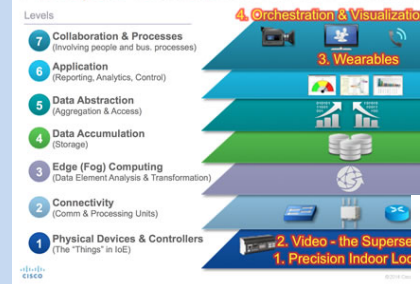 Levels
4. Orchestration & Visualizatio
7
Collaboration & Processes
(Involving people and bus. processes)
3. Wearables
6
Application
(Reporting, Analytics, Control)
5
Data Abstraction
(Aggregation & Access)
4
Data Accumulation
(Storage)
3
Edge (Fog) Computing
(Data Element Analysis & Transformation)
2
Connectivity
(Comm & Processing Units)
1
Physical Devices & Controllers
(The "Things" in IoE)
2. Video - the Superse
1. Precision Indoor Loc
CISCO